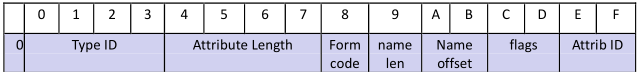 0 1 2 3 4 5 6 7 8 9 A B C D E F
0 Type ID Attribute Length Form name Name flags Attrib ID
code len offset